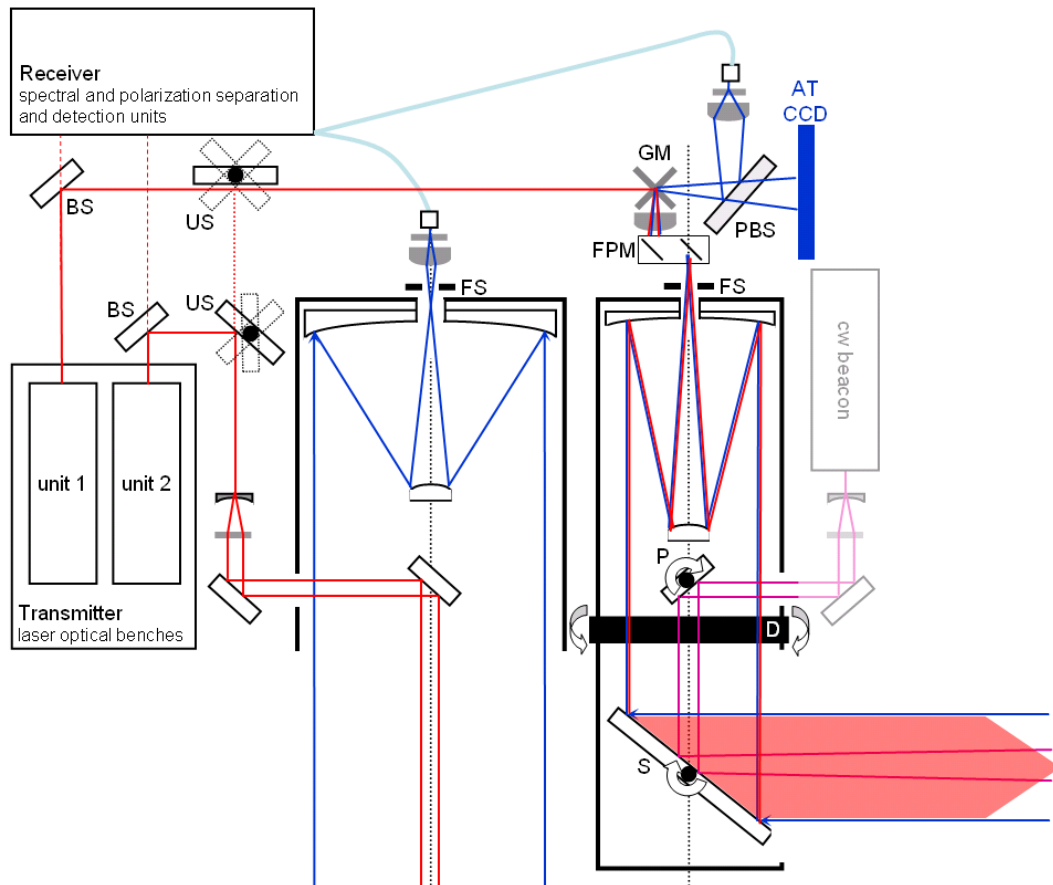 Receiver
spectral and polarization separation
and detection units
AT
CCD
GM
BS
US
PBS
FPM
FS
FS
US
BS
cw beacon
unit 1
unit 2
P
Transmitter
laser optical benches
D
S